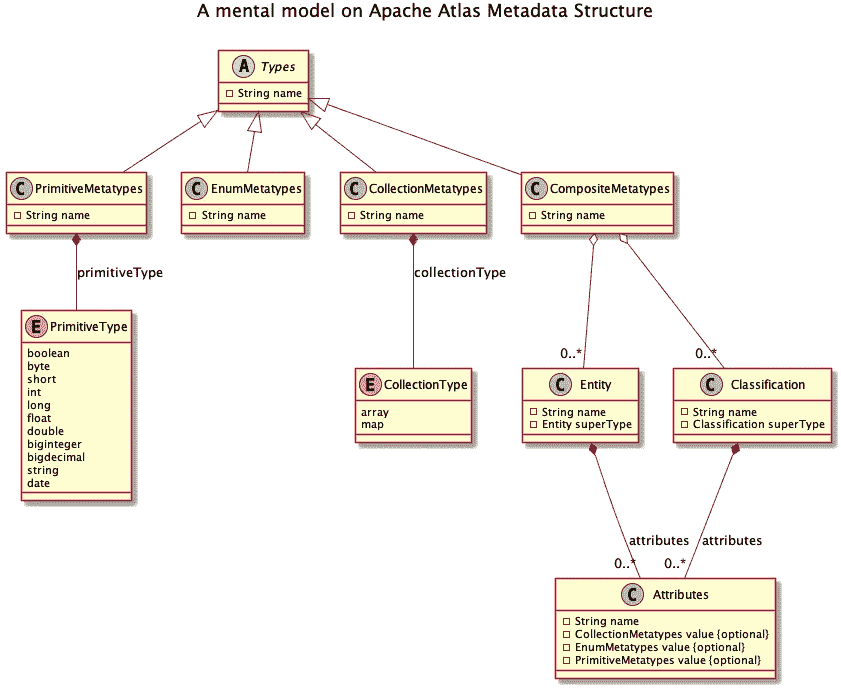 A mental model on Apache Atlas Metadata Structure
A Types
String name
C PrimitiveMetatypes
String name
C EnumMetatypes
String name
C CollectionMetatypes
String name
C CompositeMetatypes
String name
primitiveType
collectionType
E PrimitiveType
boolean
byte
short
int
long
float
double
biginteger
bigdecimal
string
date
0..*
0..*
E CollectionType
array
map
C Entity
String name
Entity superType
C Classification
String name
Classification superType
attributes
attributes
0..*
0..*
C Attributes
String name
CollectionMetatypes value {optional}
EnumMetatypes value {optional}
PrimitiveMetatypes value {optional}